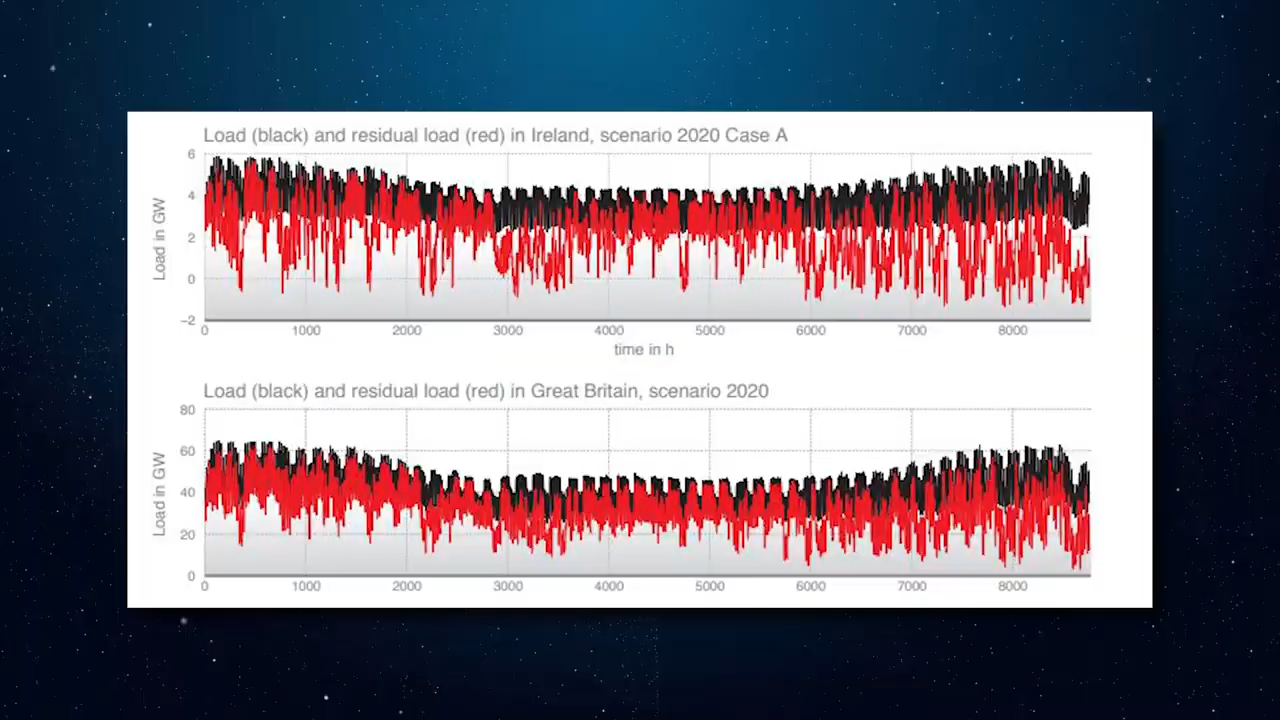 Load (black) and residual load (red) in Ireland, scenario 2020 Case A
6
4
2
0
−2
Load in GW
0 1000 2000 3000 4000 5000 6000 7000 8000
time in h
Load (black) and residual load (red) in Great Britain, scenario 2020
80
60
40
20
0
Load in GW
0 1000 2000 3000 4000 5000 6000 7000 8000